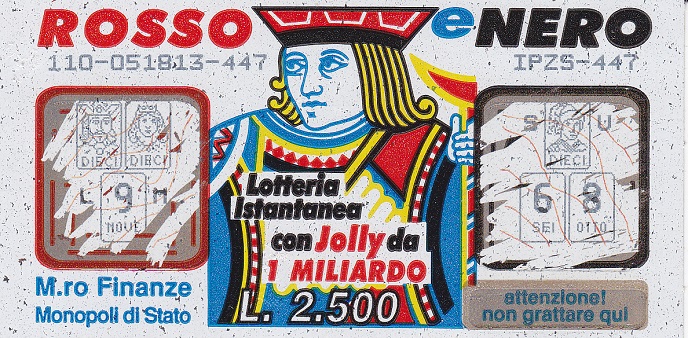 ROSSO eNERO
110-051813-447 IPZS-447
DIECI DIECI
L 9 M
NOVE
S U
DIECI
6 8
SEI OTTO
Lotteria
Istantanea
con Jolly da
1 MILIARDO
L. 2.500
M.ro Finanze
Monopoli di Stato
attenzione!
non grattare qui